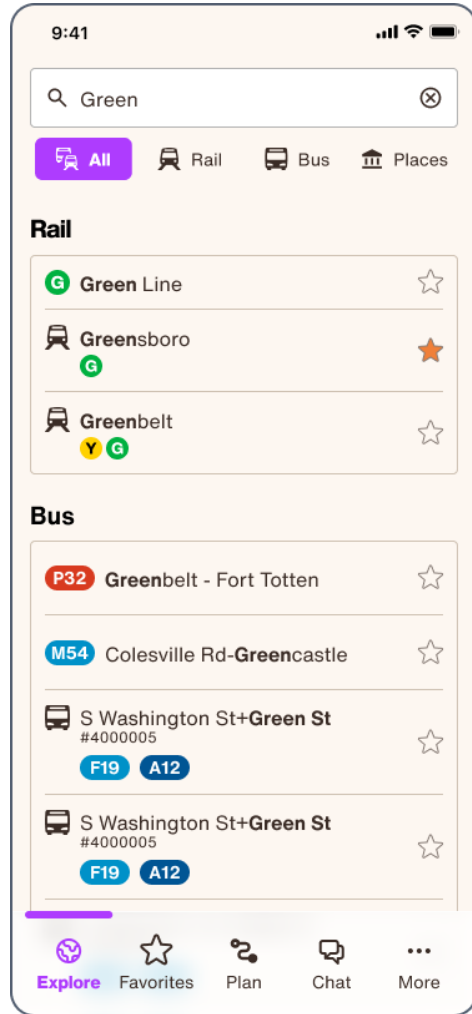 9:41
Green
All Rail Bus Places
Rail
G Green Line
Greensboro
G
Greenbelt
Y G
Bus
P32 Greenbelt - Fort Totten
M54 Colesville Rd-Greencastle
S Washington St+Green St
#4000005
F19 A12
S Washington St+Green St
#4000005
F19 A12
Explore Favorites Plan Chat More